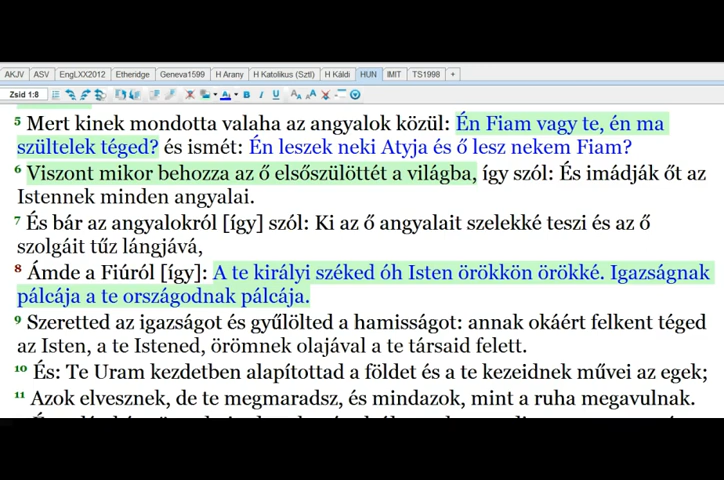 AKJV ASV EngLXX2012 Etheridge Geneva1599 H Arany H Katolikus (Sztl) H Káldi HUN IMIT TS1998 +
Zsid 1:8 B I U
5 Mert kinek mondotta valaha az angyalok közül: Én Fiam vagy te, én ma
szültelek téged? és ismét: Én leszek neki Atyja és ő lesz nekem Fiam?
6 Viszont mikor behozza az ő elsőszülöttét a világba, így szól: És imádják őt az
Istennek minden angyalai.
7 És bár az angyalokról [így] szól: Ki az ő angyalait szelekké teszi és az ő
szolgáit tűz lángjává,
8 Ámde a Fiúról [így]: A te királyi széked óh Isten örökkön örökké. Igazságnak
pálcája a te országodnak pálcája.
9 Szeretted az igazságot és gyűlölted a hamisságot: annak okáért felkent téged
az Isten, a te Istened, örömnek olajával a te társaid felett.
10 És: Te Uram kezdetben alapítottad a földet és a te kezeidnek művei az egek;
11 Azok elvesznek, de te megmaradsz, és mindazok, mint a ruha megavulnak.